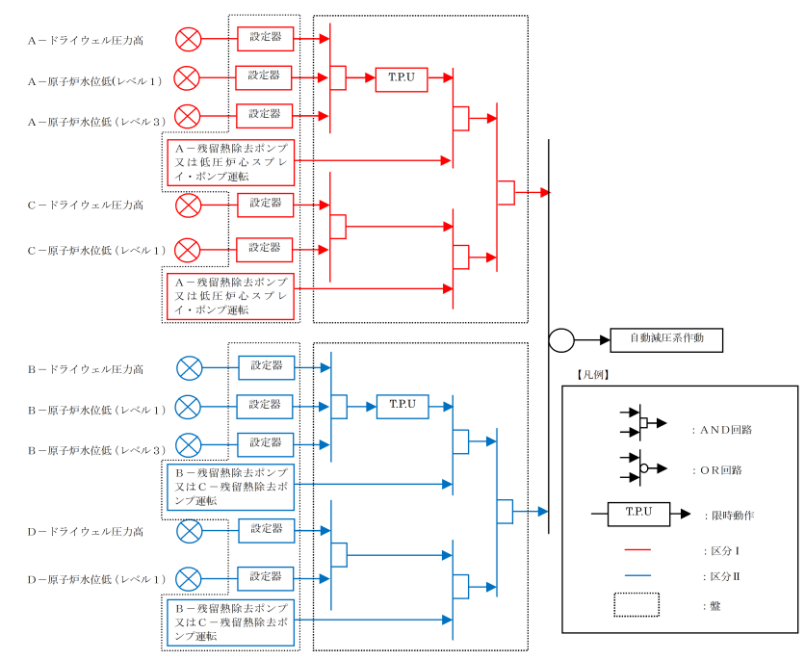 A－ドライウェル圧力高
設定器
A－原子炉水位低(レベル1)
設定器
T.P.U
A－原子炉水位低(レベル3)
設定器
A－残留熱除去ポンプ
又は低圧炉心スプレ
イ・ポンプ運転
C－ドライウェル圧力高
設定器
C－原子炉水位低(レベル1)
設定器
A－残留熱除去ポンプ
又は低圧炉心スプレ
イ・ポンプ運転
自動減圧系作動
B－ドライウェル圧力高
設定器
B－原子炉水位低(レベル1)
設定器
T.P.U
B－原子炉水位低(レベル3)
設定器
B－残留熱除去ポンプ
又はC－残留熱除去ポ
ンプ運転
D－ドライウェル圧力高
設定器
D－原子炉水位低(レベル1)
設定器
B－残留熱除去ポンプ
又はC－残留熱除去ポ
ンプ運転
【凡例】
：AND回路
：OR回路
T.P.U
：限時動作
：区分Ⅰ
：区分Ⅱ
：盤